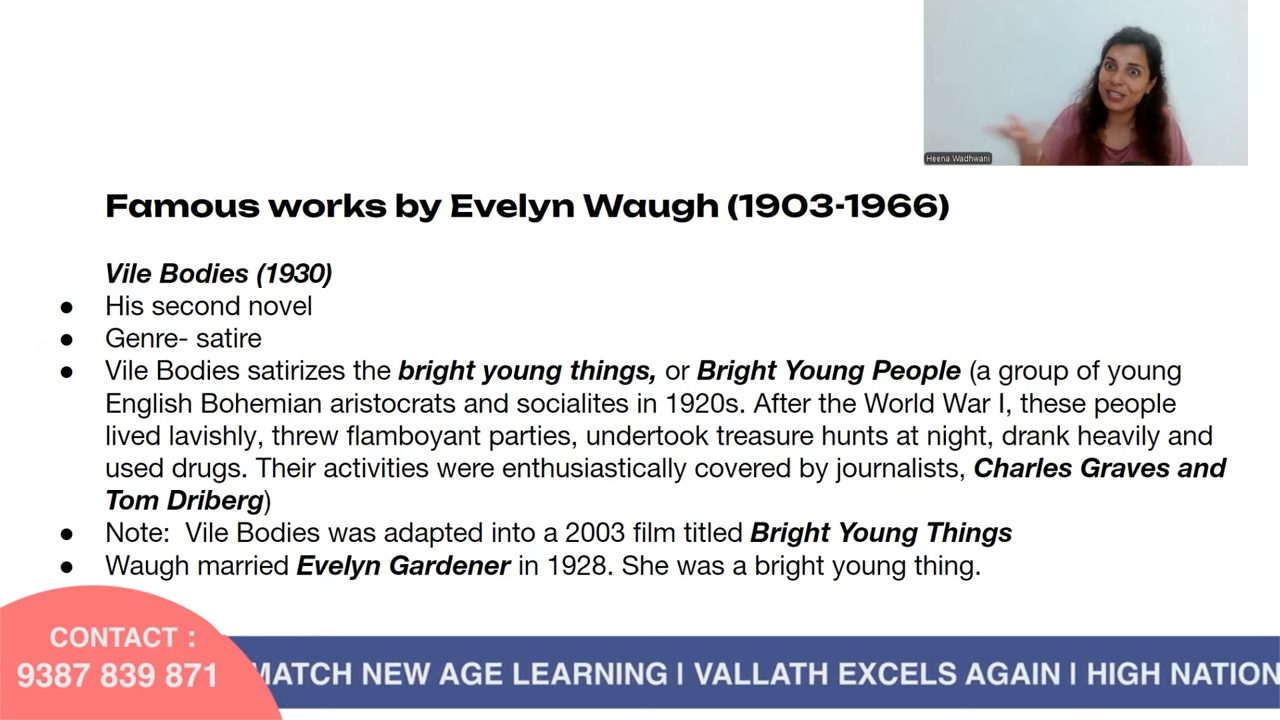 Heena Wadhwani
Famous works by Evelyn Waugh (1903-1966)
Vile Bodies (1930)
● His second novel
● Genre- satire
● Vile Bodies satirizes the bright young things, or Bright Young People (a group of young
English Bohemian aristocrats and socialites in 1920s. After the World War I, these people
lived lavishly, threw flamboyant parties, undertook treasure hunts at night, drank heavily and
used drugs. Their activities were enthusiastically covered by journalists, Charles Graves and
Tom Driberg)
● Note: Vile Bodies was adapted into a 2003 film titled Bright Young Things
● Waugh married Evelyn Gardener in 1928. She was a bright young thing.
CONTACT :
9387 839 871
MATCH NEW AGE LEARNING | VALLATH EXCELS AGAIN | HIGH NATION